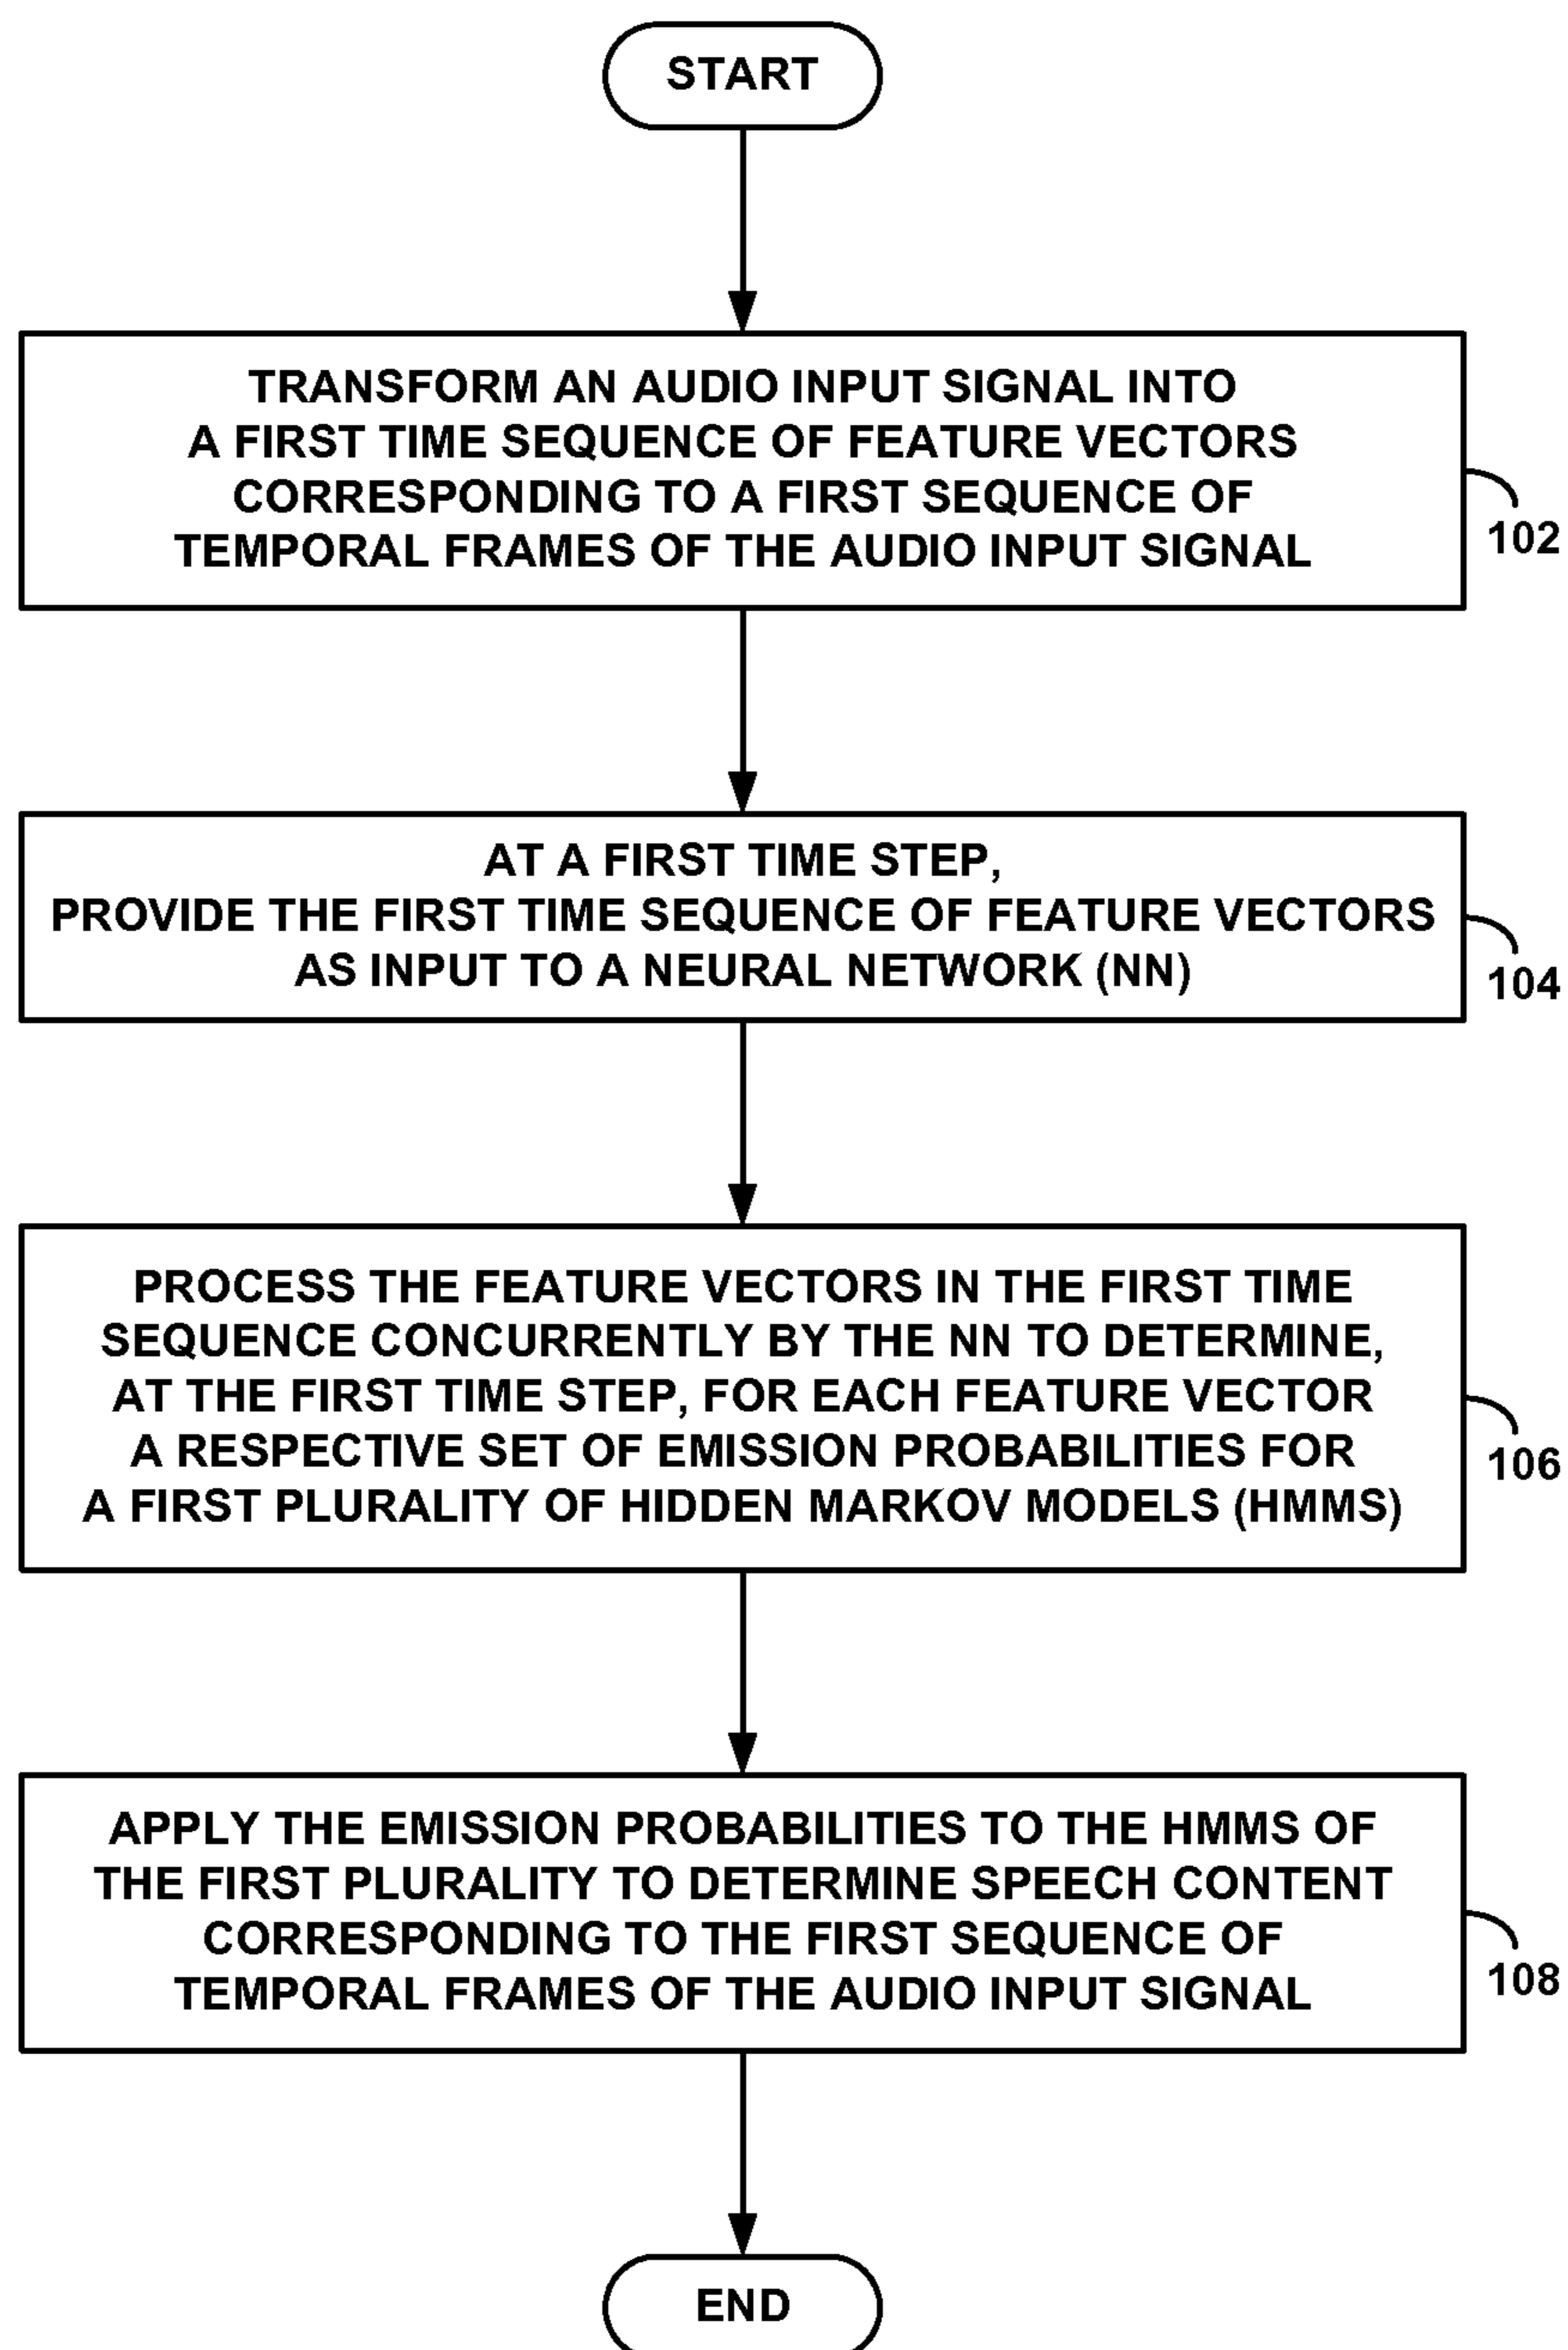 START
TRANSFORM AN AUDIO INPUT SIGNAL INTO
A FIRST TIME SEQUENCE OF FEATURE VECTORS
CORRESPONDING TO A FIRST SEQUENCE OF
TEMPORAL FRAMES OF THE AUDIO INPUT SIGNAL
102
AT A FIRST TIME STEP,
PROVIDE THE FIRST TIME SEQUENCE OF FEATURE VECTORS
AS INPUT TO A NEURAL NETWORK (NN)
104
PROCESS THE FEATURE VECTORS IN THE FIRST TIME
SEQUENCE CONCURRENTLY BY THE NN TO DETERMINE,
AT THE FIRST TIME STEP, FOR EACH FEATURE VECTOR
A RESPECTIVE SET OF EMISSION PROBABILITIES FOR
A FIRST PLURALITY OF HIDDEN MARKOV MODELS (HMMS)
106
APPLY THE EMISSION PROBABILITIES TO THE HMMS OF
THE FIRST PLURALITY TO DETERMINE SPEECH CONTENT
CORRESPONDING TO THE FIRST SEQUENCE OF
TEMPORAL FRAMES OF THE AUDIO INPUT SIGNAL
108
END